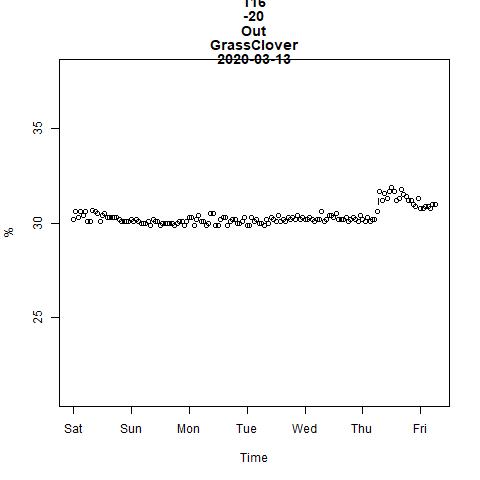 T16
-20
Out
GrassClover
2020-03-13
35
30
25
%
Sat Sun Mon Tue Wed Thu Fri
Time